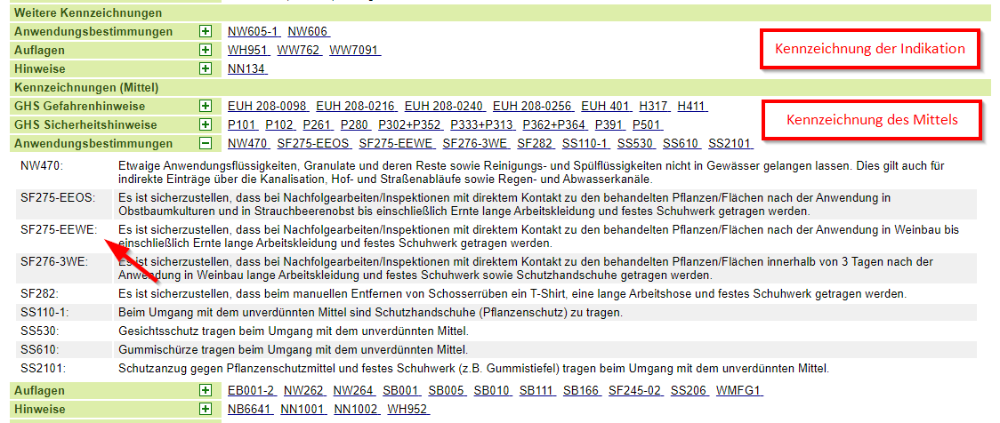 Weitere Kennzeichnungen
Anwendungsbestimmungen NW605-1 NW606
Auflagen WH951 WW762 WW7091
Hinweise NN134
Kennzeichnung der Indikation
Kennzeichnungen (Mittel)
GHS Gefahrenhinweise EUH 208-0098 EUH 208-0216 EUH 208-0240 EUH 208-0256 EUH 401 H317 H411
GHS Sicherheitshinweise P101 P102 P261 P280 P302+P352 P333+P313 P362+P364 P391 P501
Kennzeichnung des Mittels
Anwendungsbestimmungen NW470 SF275-EEOS SF275-EEWE SF276-3WE SF282 SS110-1 SS530 SS610 SS2101
NW470: Etwaige Anwendungsflüssigkeiten, Granulate und deren Reste sowie Reinigungs- und Spülflüssigkeiten nicht in Gewässer gelangen lassen. Dies gilt auch für
indirekte Einträge über die Kanalisation, Hof- und Straßenabläufe sowie Regen- und Abwasserkanäle.
SF275-EEOS: Es ist sicherzustellen, dass bei Nachfolgearbeiten/Inspektionen mit direktem Kontakt zu den behandelten Pflanzen/Flächen nach der Anwendung in
Obstbaumkulturen und in Strauchbeerenobst bis einschließlich Ernte lange Arbeitskleidung und festes Schuhwerk getragen werden.
SF275-EEWE: Es ist sicherzustellen, dass bei Nachfolgearbeiten/Inspektionen mit direktem Kontakt zu den behandelten Pflanzen/Flächen nach der Anwendung in Weinbau bis
einschließlich Ernte lange Arbeitskleidung und festes Schuhwerk getragen werden.
SF276-3WE: Es ist sicherzustellen, dass bei Nachfolgearbeiten/Inspektionen mit direktem Kontakt zu den behandelten Pflanzen/Flächen innerhalb von 3 Tagen nach der
Anwendung in Weinbau lange Arbeitskleidung und festes Schuhwerk sowie Schutzhandschuhe getragen werden.
SF282: Es ist sicherzustellen, dass beim manuellen Entfernen von Schosserrüben ein T-Shirt, eine lange Arbeitshose und festes Schuhwerk getragen werden.
SS110-1: Beim Umgang mit dem unverdünnten Mittel sind Schutzhandschuhe (Pflanzenschutz) zu tragen.
SS530: Gesichtsschutz tragen beim Umgang mit dem unverdünnten Mittel.
SS610: Gummischürze tragen beim Umgang mit dem unverdünnten Mittel.
SS2101: Schutzanzug gegen Pflanzenschutzmittel und festes Schuhwerk (z.B. Gummistiefel) tragen beim Umgang mit dem unverdünnten Mittel.
Auflagen EB001-2 NW262 NW264 SB001 SB005 SB010 SB111 SB166 SF245-02 SS206 WMFG1
Hinweise NB6641 NN1001 NN1002 WH952